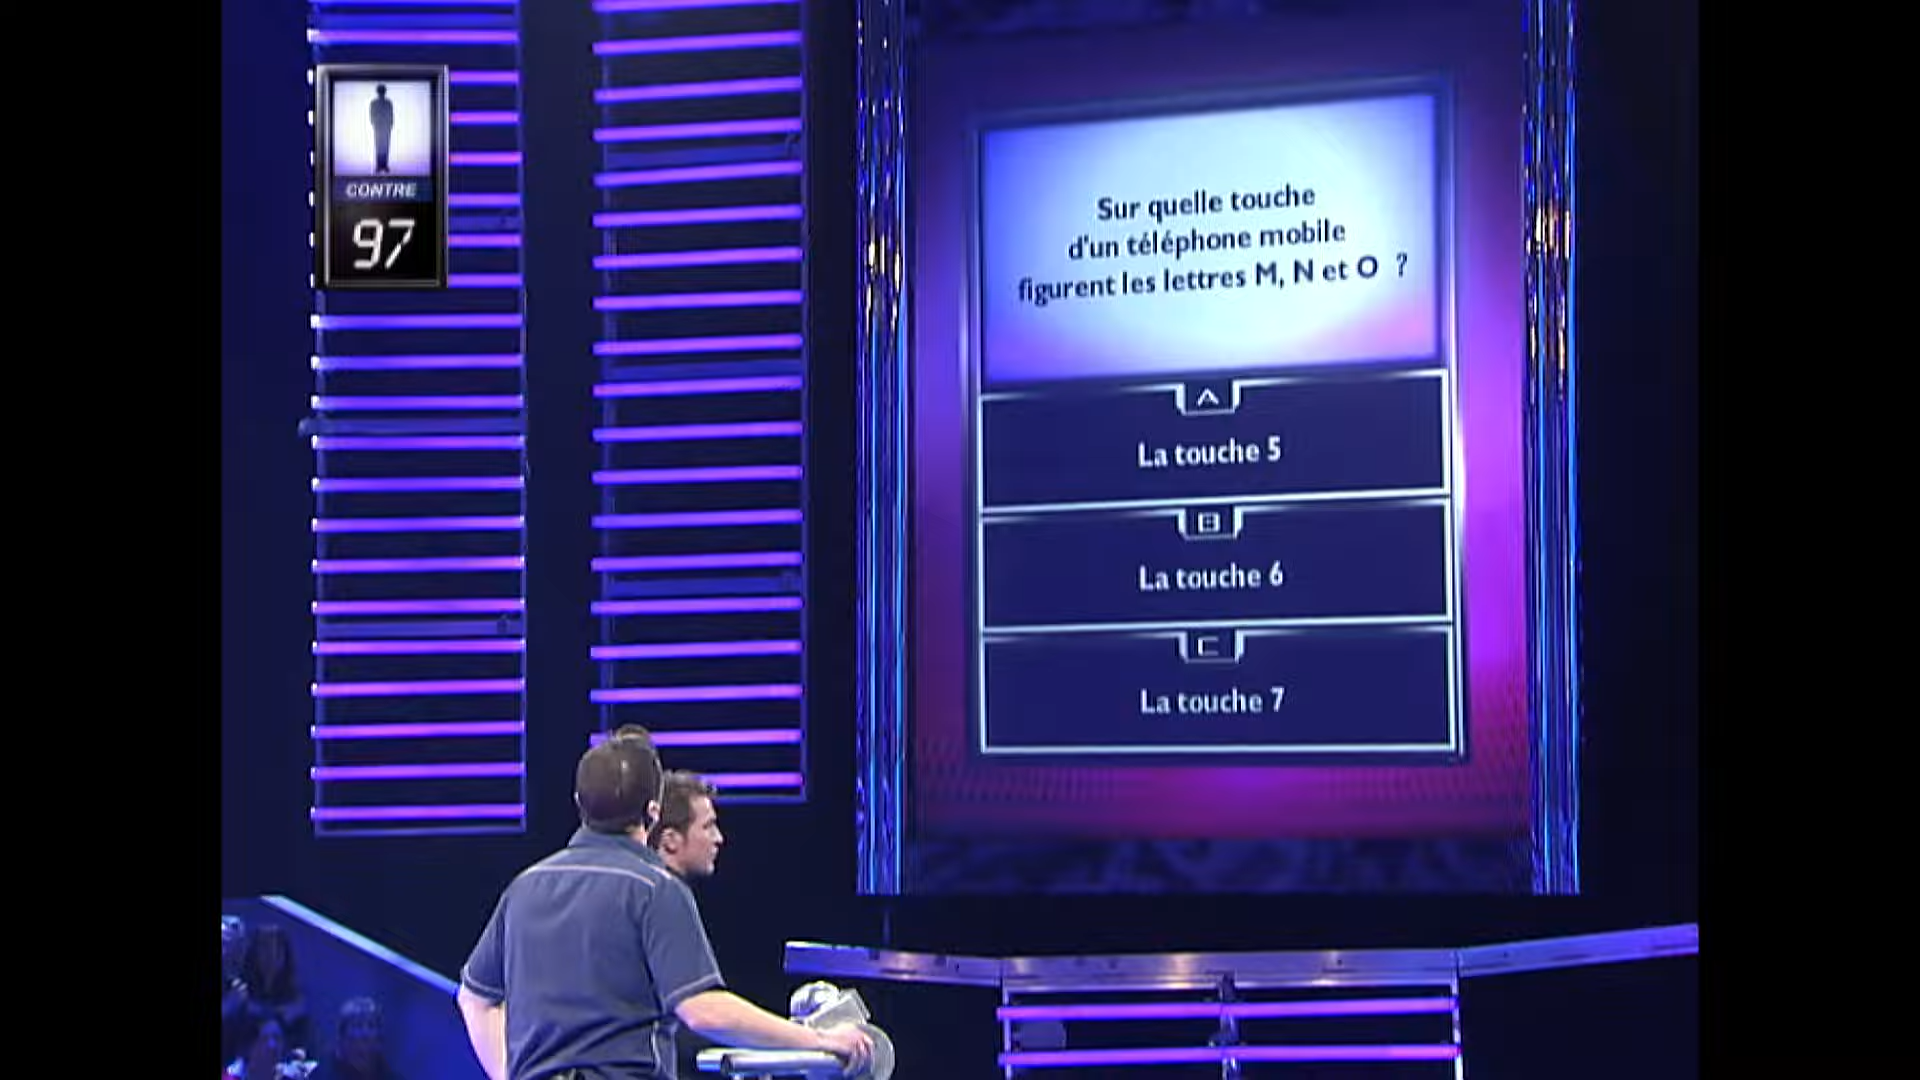 CONTRE
97
Sur quelle touche
d'un téléphone mobile
figurent les lettres M, N et O ?
A
La touche 5
B
La touche 6
C
La touche 7